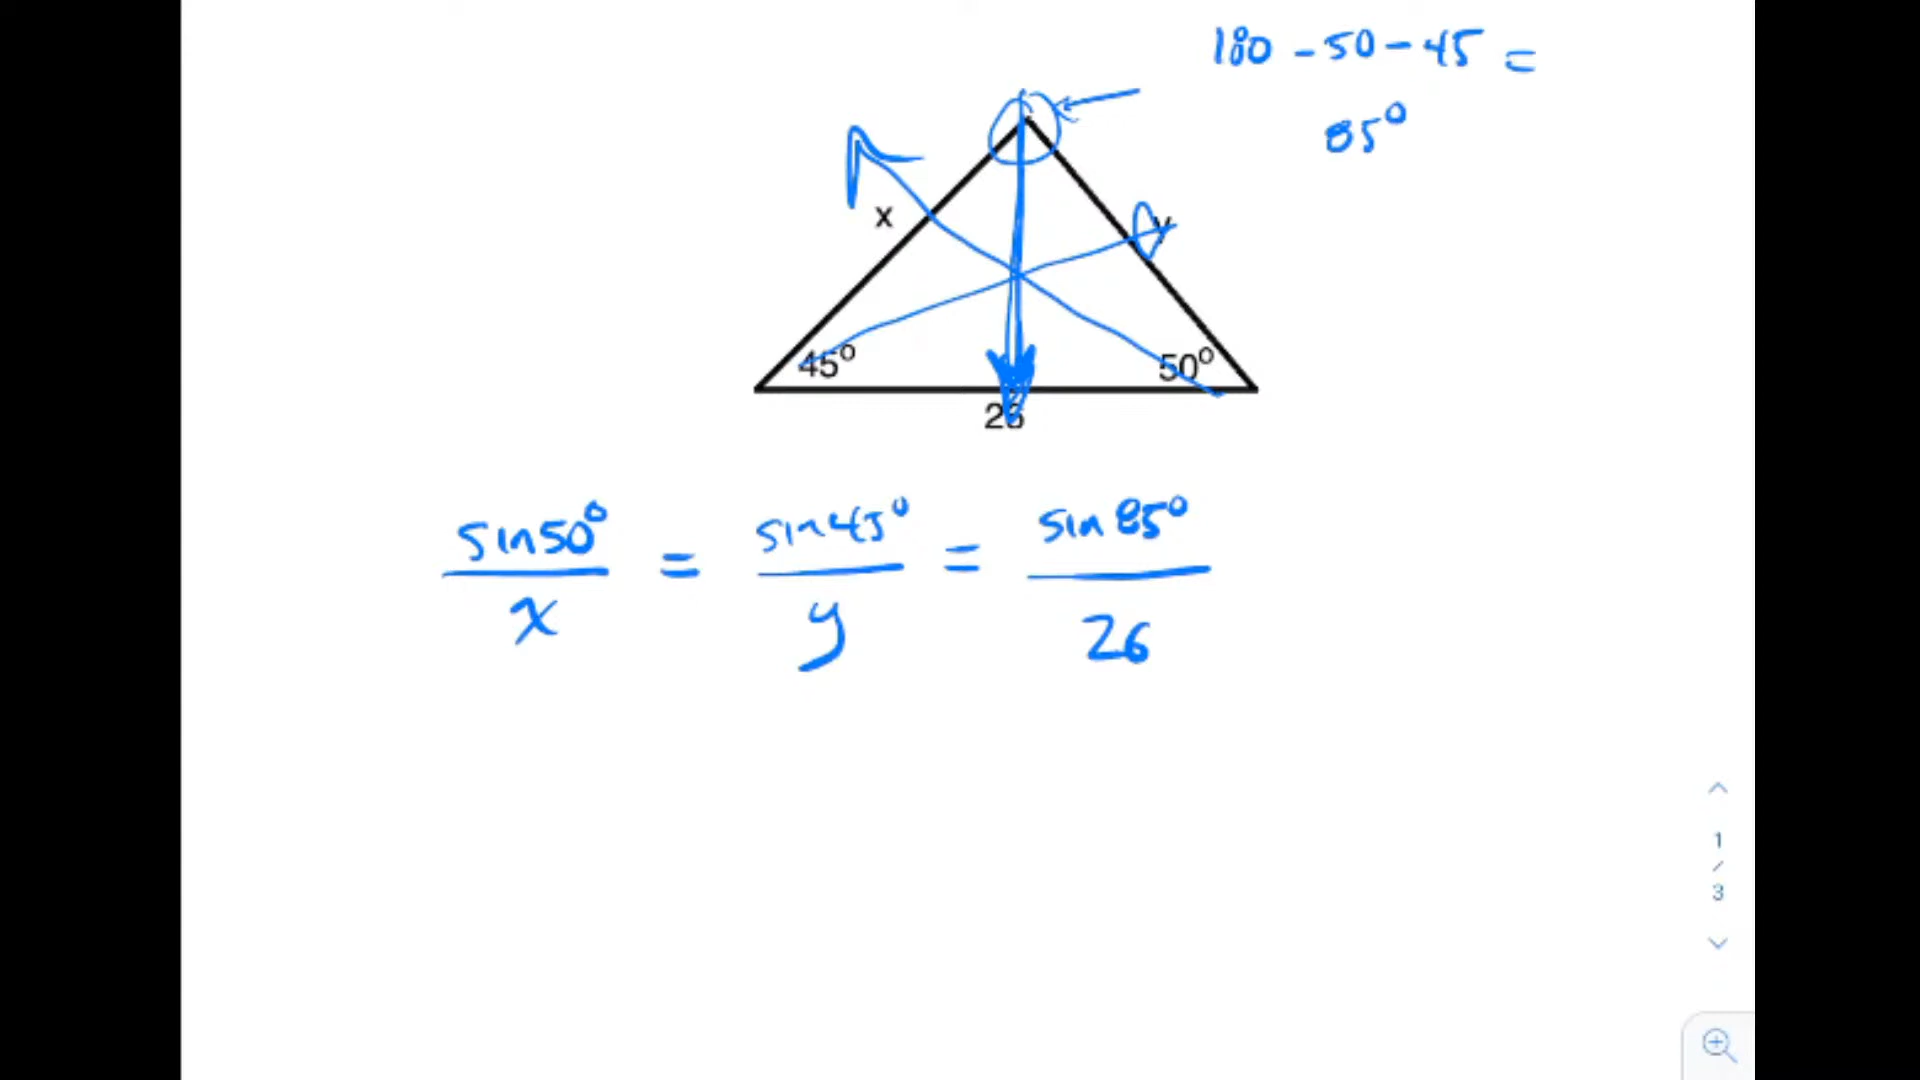 180 - 50 - 45 =
85°
x
y
45°
50°
26
sin50° = sin45° = sin85°
x y 26
1
/
3